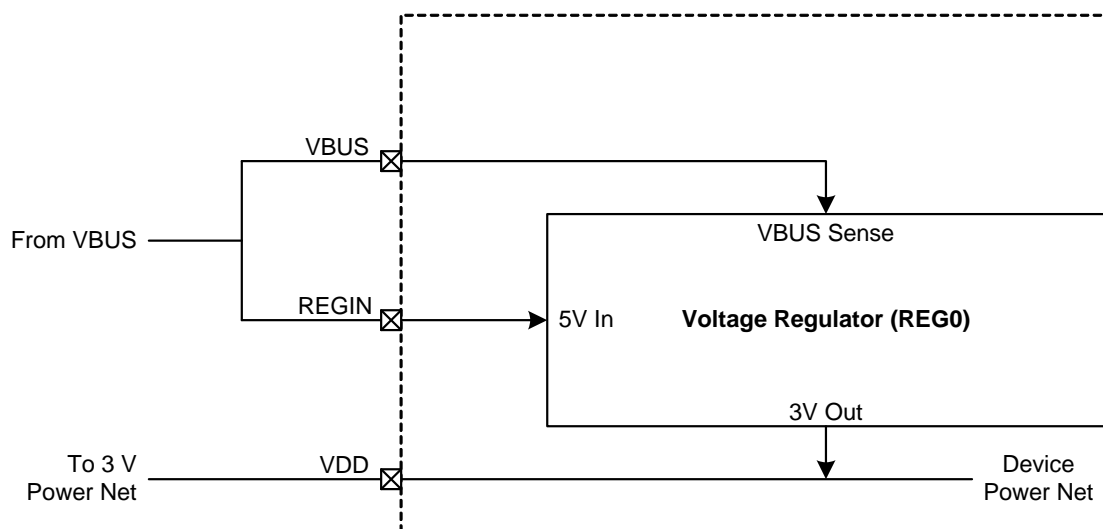 VBUS
From VBUS
VBUS Sense
REGIN
5V In
Voltage Regulator (REG0)
3V Out
To 3 V
Power Net
VDD
Device
Power Net